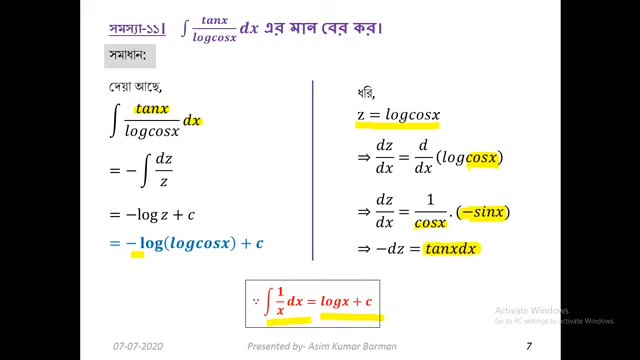 সমস্যা-১১। ∫ tanx/logcosx dx এর মান বের কর।
সমাধান:
দেয়া আছে,
∫ tanx/logcosx dx
= −∫ dz/z
= −log z + c
= −log(logcosx) + c
ধরি,
z = logcosx
⇒ dz/dx = d/dx (logcosx)
⇒ dz/dx = 1/cosx . (−sinx)
⇒ −dz = tanxdx
∵ ∫ 1/x dx = logx + c
Activate Windows
Go to PC settings to activate Windows.
07-07-2020 Presented by- Asim Kumar Barman 7